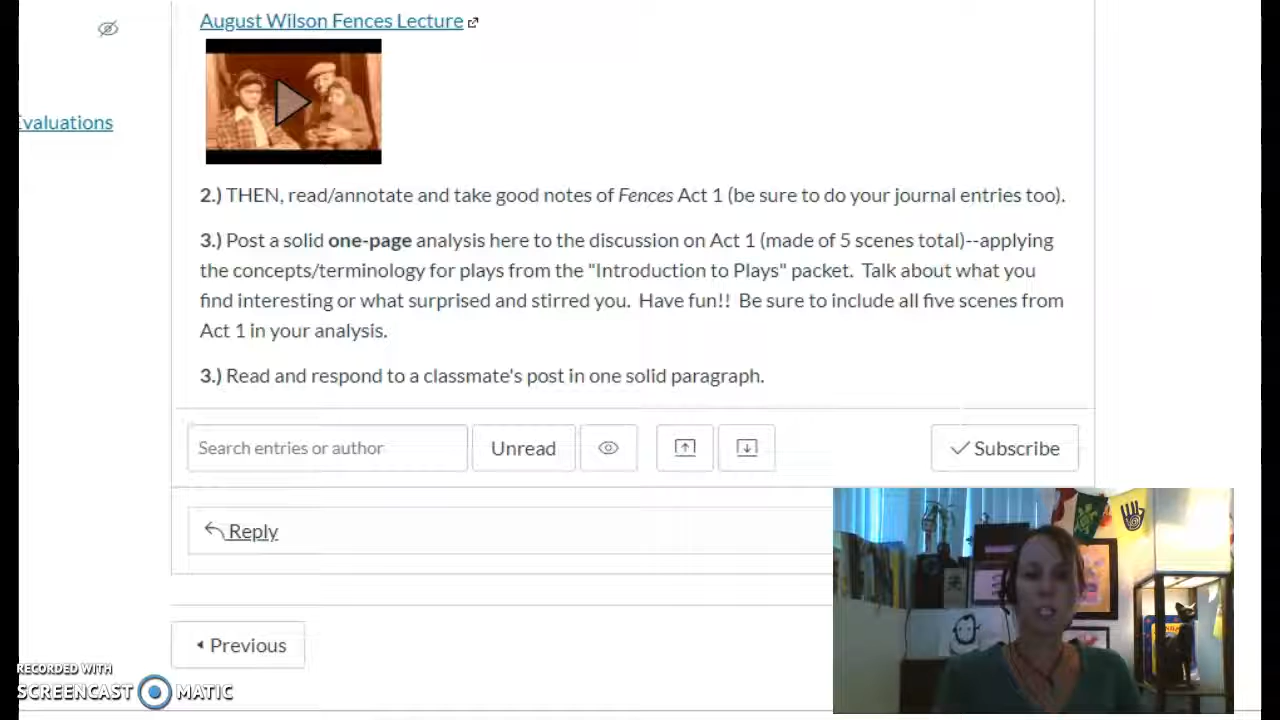 August Wilson Fences Lecture
Evaluations
2.) THEN, read/annotate and take good notes of Fences Act 1 (be sure to do your journal entries too).
3.) Post a solid one-page analysis here to the discussion on Act 1 (made of 5 scenes total)--applying
the concepts/terminology for plays from the "Introduction to Plays" packet. Talk about what you
find interesting or what surprised and stirred you. Have fun!! Be sure to include all five scenes from
Act 1 in your analysis.
3.) Read and respond to a classmate's post in one solid paragraph.
Search entries or author
Unread
Subscribe
Reply
Previous
RECORDED WITH
SCREENCAST MATIC